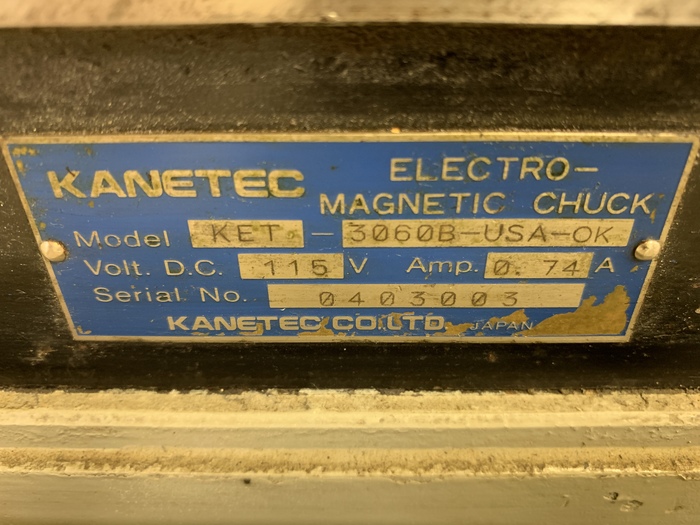 KANETEC
ELECTRO-
MAGNETIC CHUCK
Model KET - 3060B-USA-OK
Volt. D.C. 115 V Amp. 0.74 A
Serial No. 0403003
KANETEC CO.LTD. JAPAN